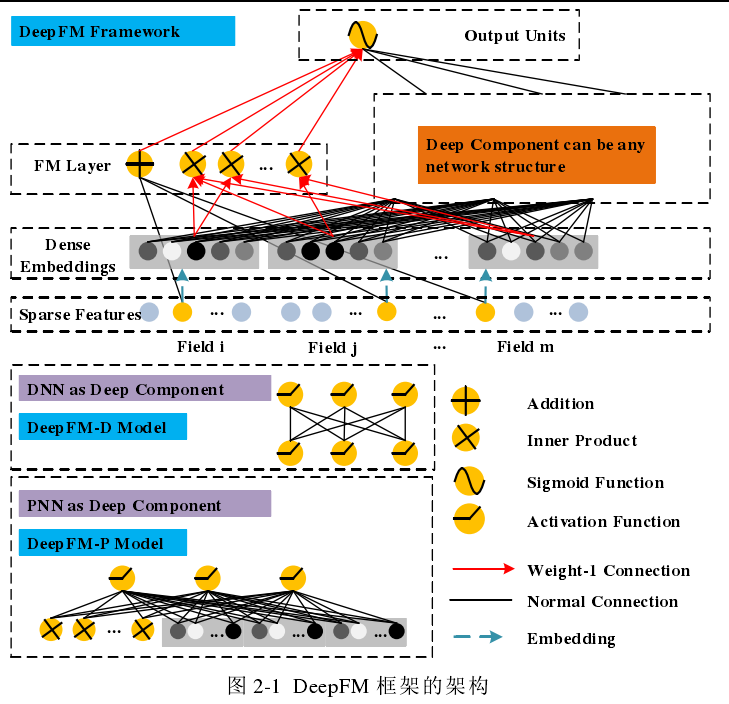 DeepFM Framework
Output Units
Deep Component can be any
network structure
FM Layer
...
Dense
Embeddings
...
Sparse Features
...
...
...
...
Field i
Field j
...
Field m
DNN as Deep Component
DeepFM-D Model
PNN as Deep Component
DeepFM-P Model
...
...
...
...
Addition
Inner Product
Sigmoid Function
Activation Function
Weight-1 Connection
Normal Connection
Embedding
图 2-1 DeepFM 框架的架构